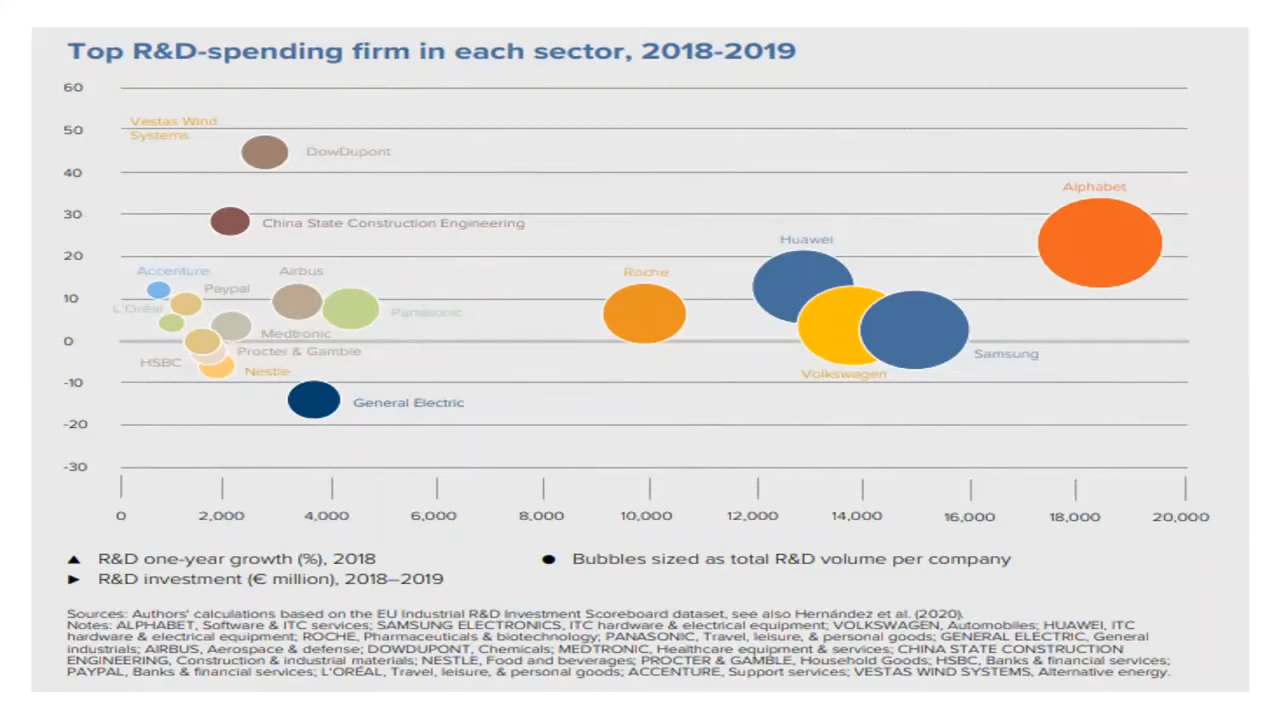 Top R&D-spending firm in each sector, 2018-2019
60
50
40
30
20
10
0
-10
-20
-30
Vestas Wind
Systems
DowDupont
China State Construction Engineering
Alphabet
Huawei
Accenture
Airbus
Roche
Paypal
L'Oréal
Panasonic
Medtronic
Procter & Gamble
HSBC
Nestle
Samsung
Volkswagen
General Electric
0 2,000 4,000 6,000 8,000 10,000 12,000 14,000 16,000 18,000 20,000
▲ R&D one-year growth (%), 2018
► R&D investment (€ million), 2018–2019
● Bubbles sized as total R&D volume per company
Sources: Authors' calculations based on the EU Industrial R&D Investment Scoreboard dataset, see also Hernández et al. (2020).
Notes: ALPHABET, Software & ITC services; SAMSUNG ELECTRONICS, ITC hardware & electrical equipment; VOLKSWAGEN, Automobiles; HUAWEI, ITC
hardware & electrical equipment; ROCHE, Pharmaceuticals & biotechnology; PANASONIC, Travel, leisure, & personal goods; GENERAL ELECTRIC, General
industrials; AIRBUS, Aerospace & defense; DOWDUPONT, Chemicals; MEDTRONIC, Healthcare equipment & services; CHINA STATE CONSTRUCTION
ENGINEERING, Construction & industrial materials; NESTLE, Food and beverages; PROCTER & GAMBLE, Household Goods; HSBC, Banks & financial services;
PAYPAL, Banks & financial services; L'ORÉAL, Travel, leisure, & personal goods; ACCENTURE, Support services; VESTAS WIND SYSTEMS, Alternative energy.